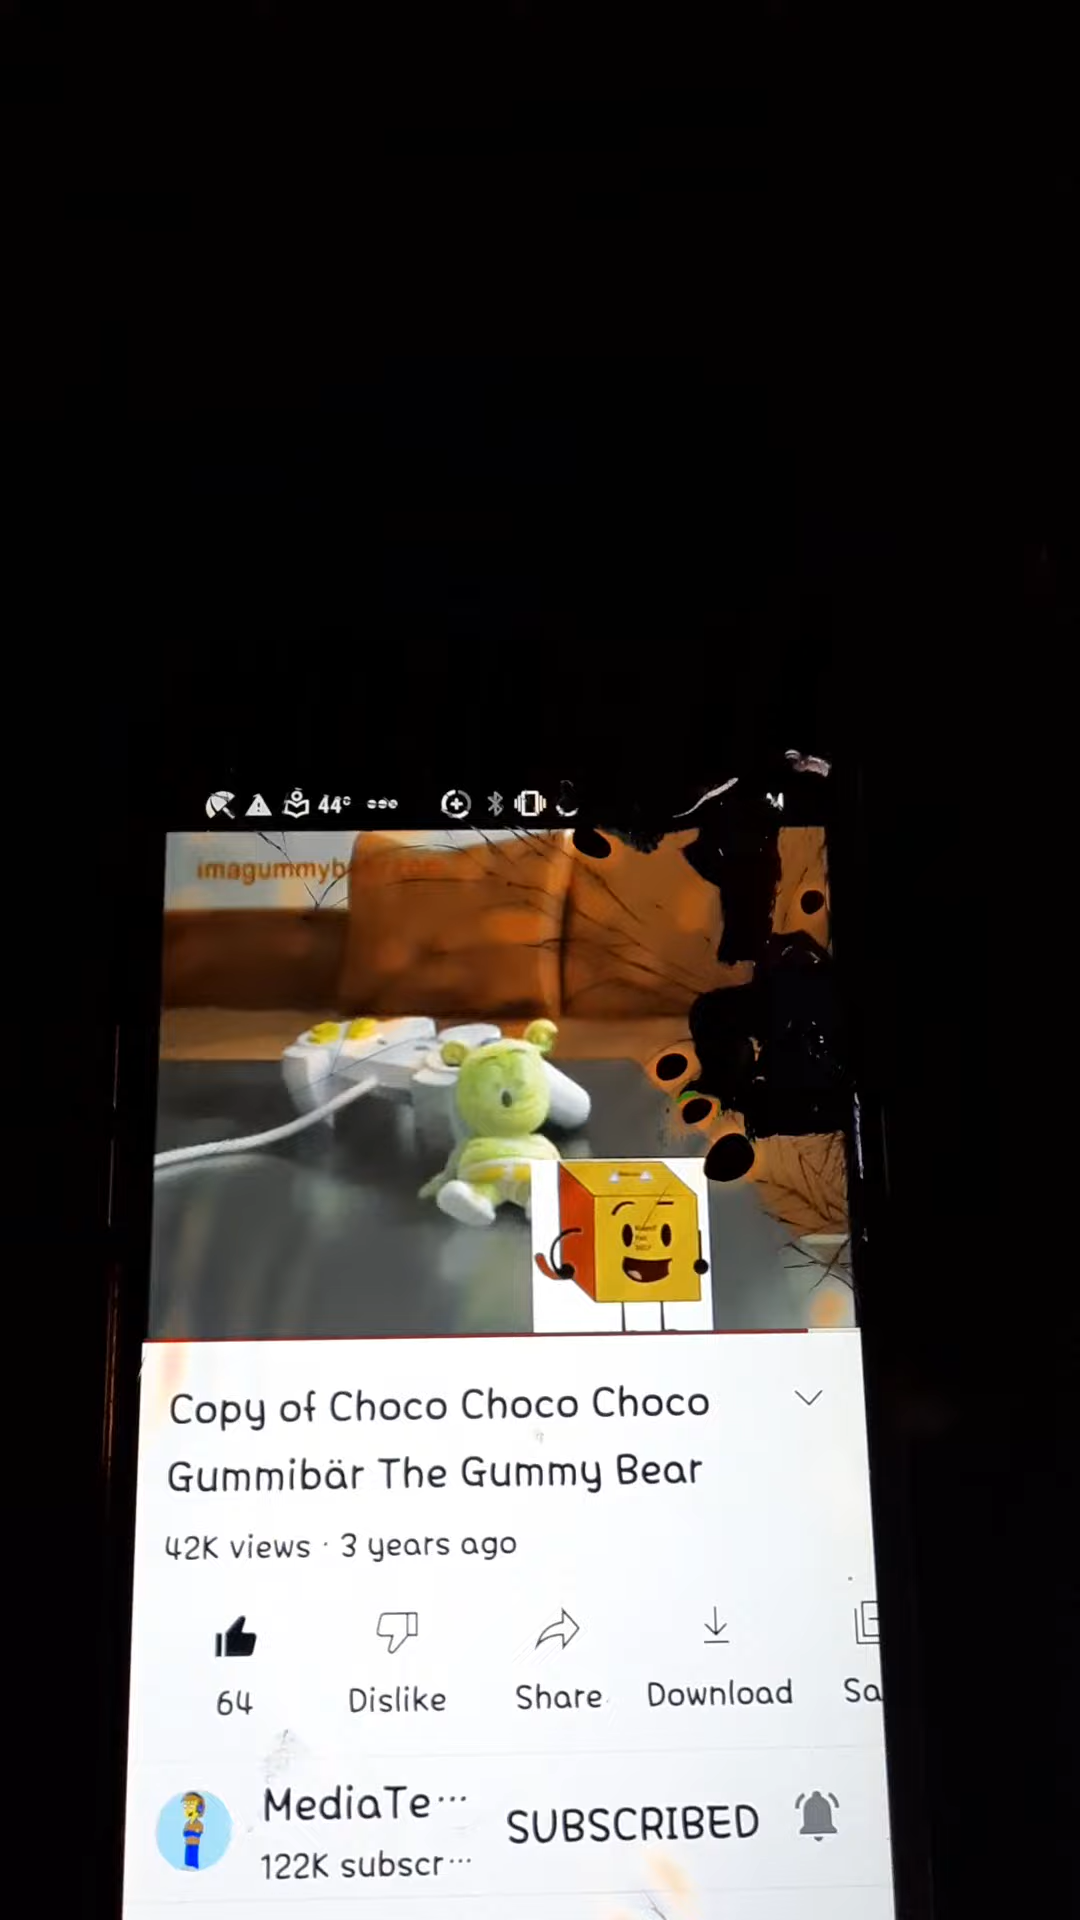 44°
Copy of Choco Choco Choco
Gummibär The Gummy Bear
42K views · 3 years ago
64
Dislike
Share
Download
Sa
MediaTe...
SUBSCRIBED
122K subscr...